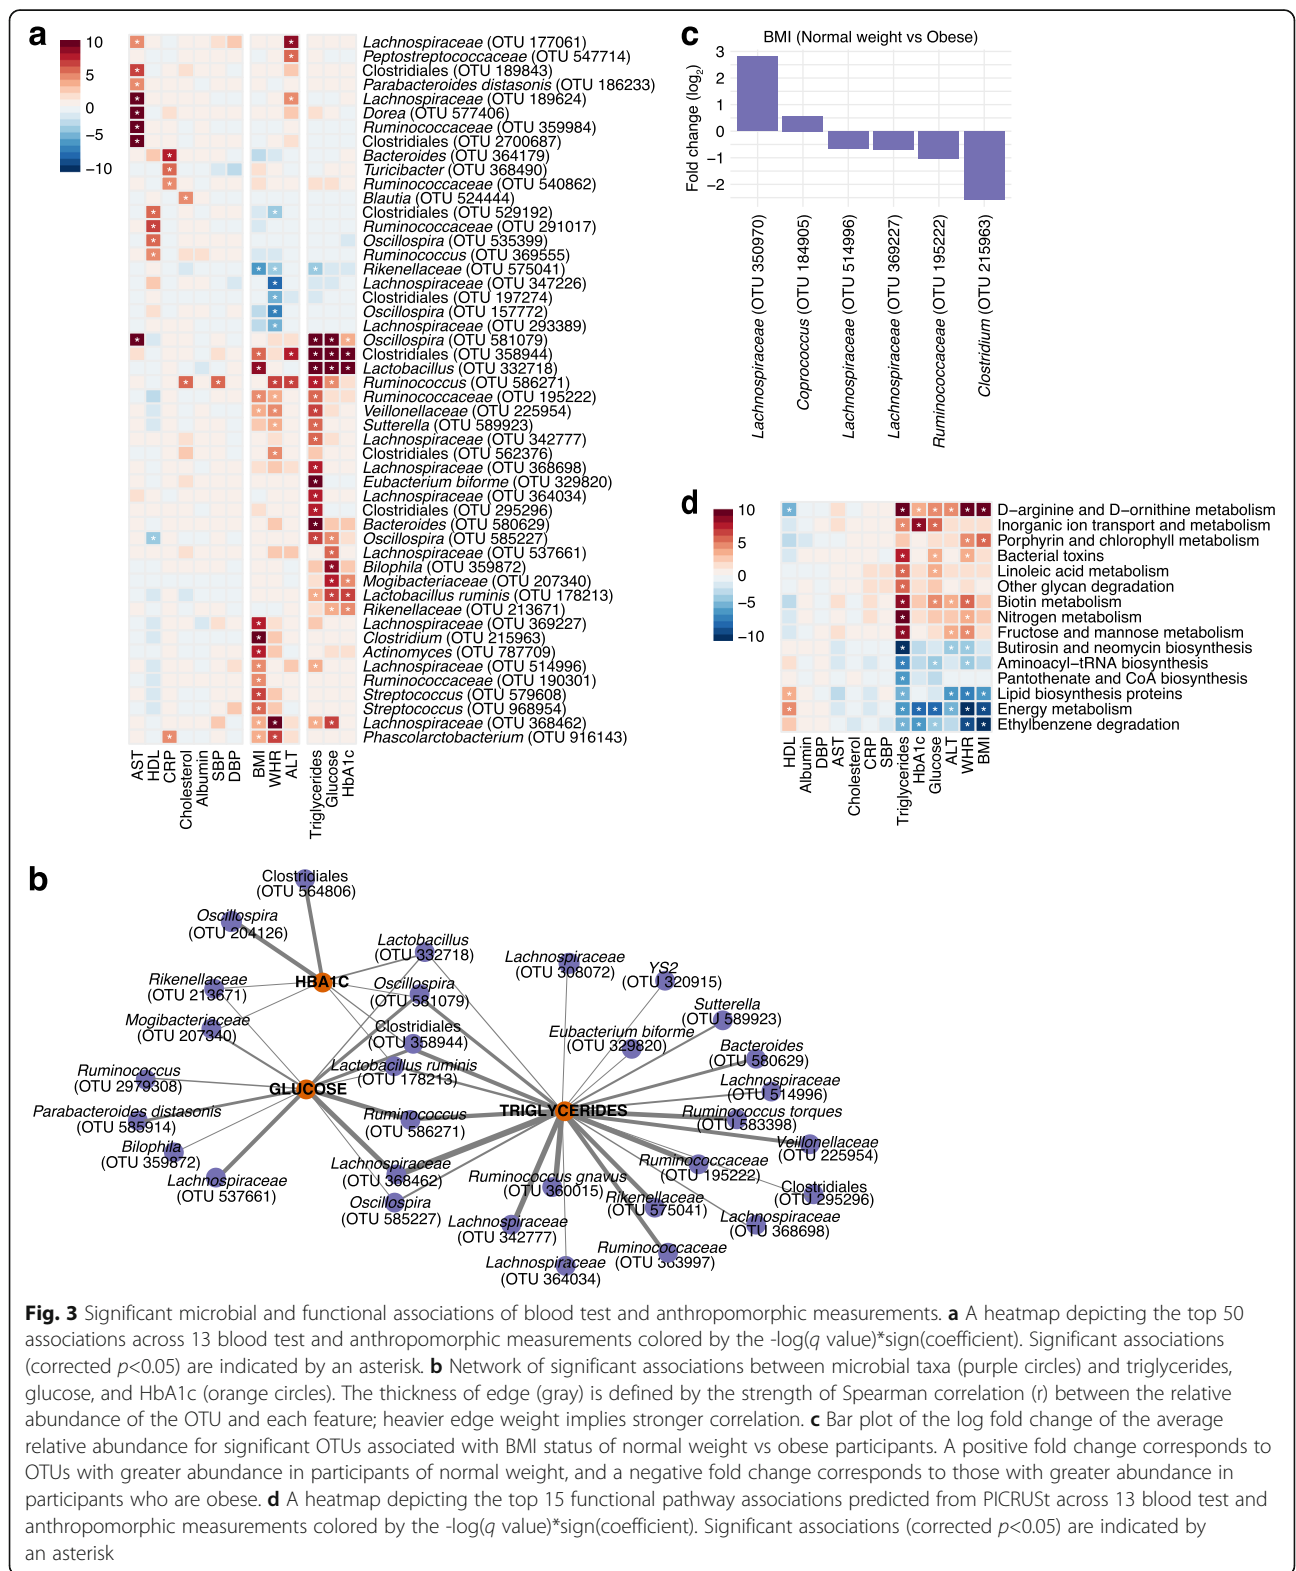 a
10
5
0
−5
−10
Lachnospiraceae (OTU 177061)
Peptostreptococcaceae (OTU 547714)
Clostridiales (OTU 189843)
Parabacteroides distasonis (OTU 186233)
Lachnospiraceae (OTU 189624)
Dorea (OTU 577406)
Ruminococcaceae (OTU 359984)
Clostridiales (OTU 2700687)
Bacteroides (OTU 364179)
Turicibacter (OTU 368490)
Ruminococcaceae (OTU 540862)
Blautia (OTU 524444)
Clostridiales (OTU 529192)
Ruminococcaceae (OTU 291017)
Oscillospira (OTU 535399)
Ruminococcus (OTU 369555)
Rikenellaceae (OTU 575041)
Lachnospiraceae (OTU 347226)
Clostridiales (OTU 197274)
Oscillospira (OTU 157772)
Lachnospiraceae (OTU 293389)
Oscillospira (OTU 581079)
Clostridiales (OTU 358944)
Lactobacillus (OTU 332718)
Ruminococcus (OTU 586271)
Ruminococcaceae (OTU 195222)
Veillonellaceae (OTU 225954)
Sutterella (OTU 589923)
Lachnospiraceae (OTU 342777)
Clostridiales (OTU 562376)
Lachnospiraceae (OTU 368698)
Eubacterium biforme (OTU 329820)
Lachnospiraceae (OTU 364034)
Clostridiales (OTU 295296)
Bacteroides (OTU 580629)
Oscillospira (OTU 585227)
Lachnospiraceae (OTU 537661)
Bilophila (OTU 359872)
Mogibacteriaceae (OTU 207340)
Lactobacillus ruminis (OTU 178213)
Rikenellaceae (OTU 213671)
Lachnospiraceae (OTU 369227)
Clostridium (OTU 215963)
Actinomyces (OTU 787709)
Lachnospiraceae (OTU 514996)
Ruminococcaceae (OTU 190301)
Streptococcus (OTU 579608)
Streptococcus (OTU 968954)
Lachnospiraceae (OTU 368462)
Phascolarctobacterium (OTU 916143)
AST
HDL
CRP
Cholesterol
Albumin
SBP
DBP
BMI
WHR
ALT
Triglycerides
Glucose
HbA1c
c
BMI (Normal weight vs Obese)
Fold change (log2)
3
2
1
0
−1
−2
Lachnospiraceae (OTU 350970)
Coprococcus (OTU 184905)
Lachnospiraceae (OTU 514996)
Lachnospiraceae (OTU 369227)
Ruminococcaceae (OTU 195222)
Clostridium (OTU 215963)
d
10
5
0
−5
−10
D−arginine and D−ornithine metabolism
Inorganic ion transport and metabolism
Porphyrin and chlorophyll metabolism
Bacterial toxins
Linoleic acid metabolism
Other glycan degradation
Biotin metabolism
Nitrogen metabolism
Fructose and mannose metabolism
Butirosin and neomycin biosynthesis
Aminoacyl−tRNA biosynthesis
Pantothenate and CoA biosynthesis
Lipid biosynthesis proteins
Energy metabolism
Ethylbenzene degradation
HDL
Albumin
DBP
AST
Cholesterol
CRP
SBP
Triglycerides
HbA1c
Glucose
ALT
WHR
BMI
b
Clostridiales
(OTU 564806)
Oscillospira
(OTU 204126)
Lactobacillus
(OTU 332718)
Lachnospiraceae
(OTU 308072)
YS2
(OTU 320915)
Rikenellaceae
(OTU 213671)
HBA1C
Oscillospira
(OTU 581079)
Sutterella
(OTU 589923)
Mogibacteriaceae
(OTU 207340)
Clostridiales
(OTU 358944)
Eubacterium biforme
(OTU 329820)
Bacteroides
(OTU 580629)
Ruminococcus
(OTU 2979308)
GLUCOSE
Lactobacillus ruminis
(OTU 178213)
Lachnospiraceae
(OTU 514996)
Parabacteroides distasonis
(OTU 585914)
Ruminococcus
(OTU 586271)
TRIGLYCERIDES
Ruminococcus torques
(OTU 583398)
Bilophila
(OTU 359872)
Veillonellaceae
(OTU 225954)
Lachnospiraceae
(OTU 537661)
Lachnospiraceae
(OTU 368462)
Ruminococcus gnavus
(OTU 360015)
Ruminococcaceae
(OTU 195222)
Clostridiales
(OTU 295296)
Oscillospira
(OTU 585227)
Rikenellaceae
(OTU 575041)
Lachnospiraceae
(OTU 342777)
Lachnospiraceae
(OTU 368698)
Lachnospiraceae
(OTU 364034)
Ruminococcaceae
(OTU 363997)
Fig. 3 Significant microbial and functional associations of blood test and anthropomorphic measurements. a A heatmap depicting the top 50
associations across 13 blood test and anthropomorphic measurements colored by the -log(q value)*sign(coefficient). Significant associations
(corrected p<0.05) are indicated by an asterisk. b Network of significant associations between microbial taxa (purple circles) and triglycerides,
glucose, and HbA1c (orange circles). The thickness of edge (gray) is defined by the strength of Spearman correlation (r) between the relative
abundance of the OTU and each feature; heavier edge weight implies stronger correlation. c Bar plot of the log fold change of the average
relative abundance for significant OTUs associated with BMI status of normal weight vs obese participants. A positive fold change corresponds to
OTUs with greater abundance in participants of normal weight, and a negative fold change corresponds to those with greater abundance in
participants who are obese. d A heatmap depicting the top 15 functional pathway associations predicted from PICRUSt across 13 blood test and
anthropomorphic measurements colored by the -log(q value)*sign(coefficient). Significant associations (corrected p<0.05) are indicated by
an asterisk